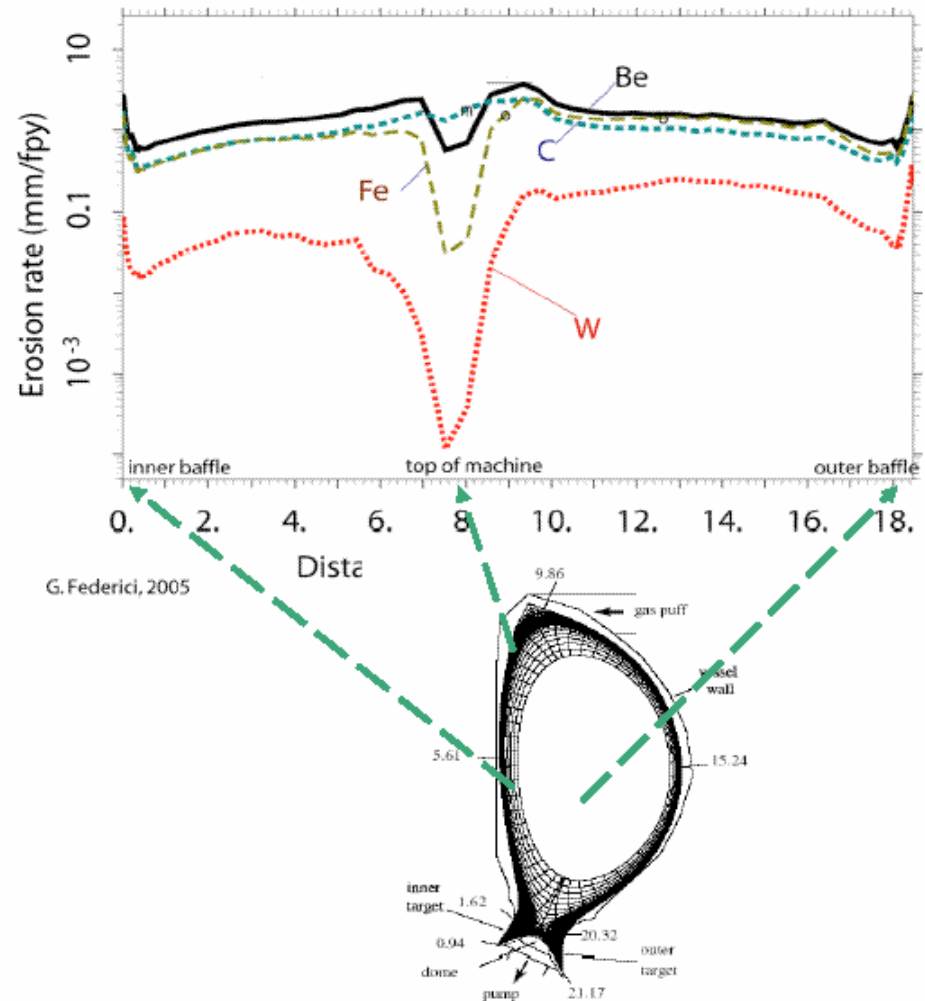 Erosion rate (mm/fpy)
10
0.1
10-3
Be
C
Fe
W
inner baffle
top of machine
outer baffle
0. 2. 4. 6. 8. 10. 12. 14. 16. 18.
Dista
G. Federici, 2005
9.86
gas puff
wall
5.61
15.24
inner
target
1.62
0.94
dome
pump
20.32
outer
target
21.17